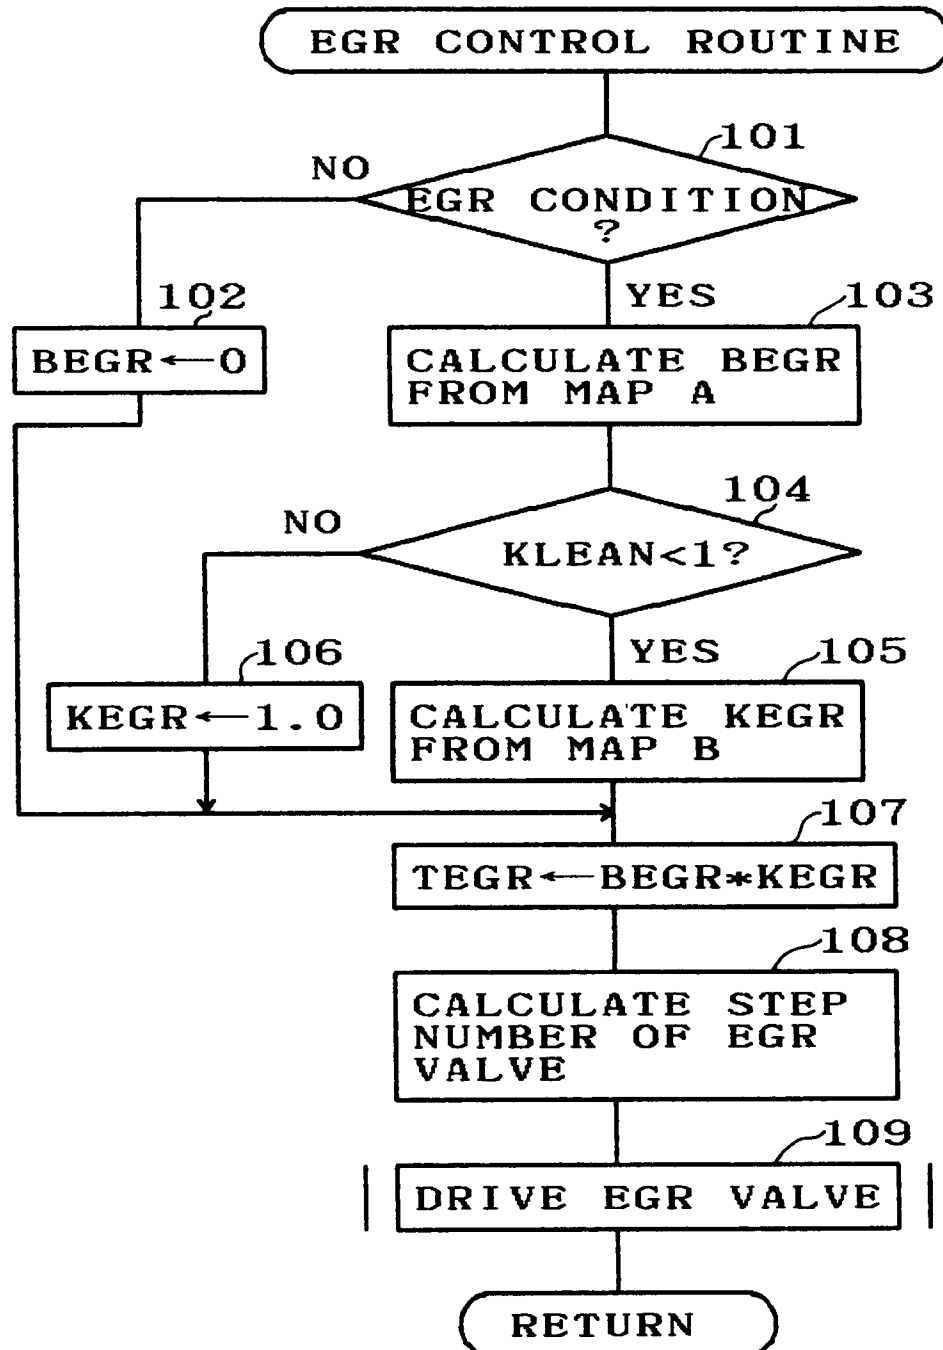 EGR CONTROL ROUTINE
101
NO
EGR CONDITION
?
102
YES
103
BEGR←0
CALCULATE BEGR
FROM MAP A
104
NO
KLEAN<1?
106
YES
105
KEGR←1.0
CALCULATE KEGR
FROM MAP B
107
TEGR←BEGR*KEGR
108
CALCULATE STEP
NUMBER OF EGR
VALVE
109
DRIVE EGR VALVE
RETURN